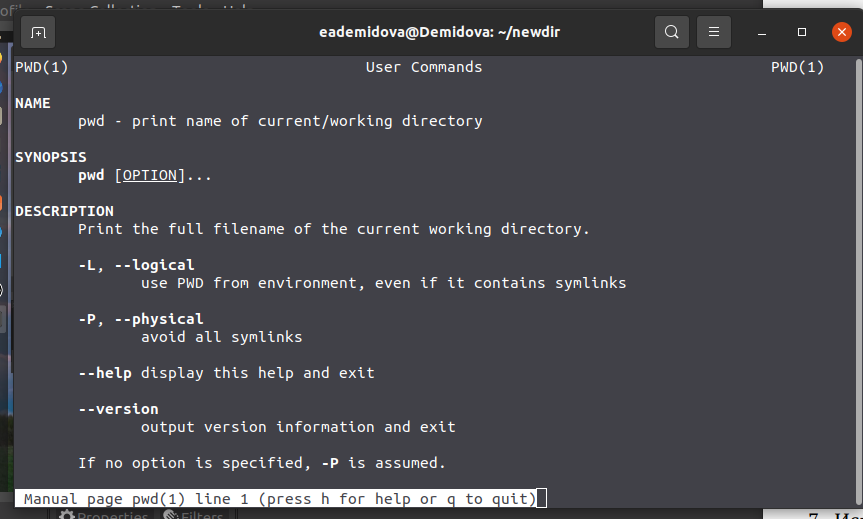 eademidova@Demidova: ~/newdir
PWD(1) User Commands PWD(1)
NAME
pwd - print name of current/working directory
SYNOPSIS
pwd [OPTION]...
DESCRIPTION
Print the full filename of the current working directory.
-L, --logical
use PWD from environment, even if it contains symlinks
-P, --physical
avoid all symlinks
--help display this help and exit
--version
output version information and exit
If no option is specified, -P is assumed.
Manual page pwd(1) line 1 (press h for help or q to quit)
Properties Filters